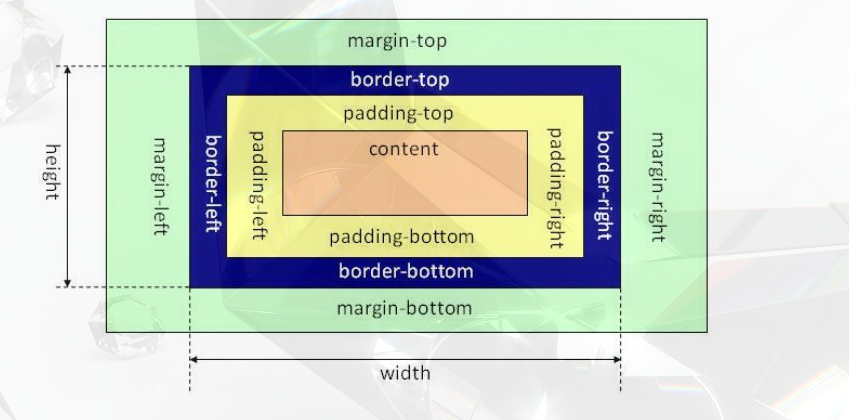 margin-top
border-top
padding-top
content
height
margin-left
border-left
padding-left
padding-right
border-right
margin-right
padding-bottom
border-bottom
margin-bottom
width